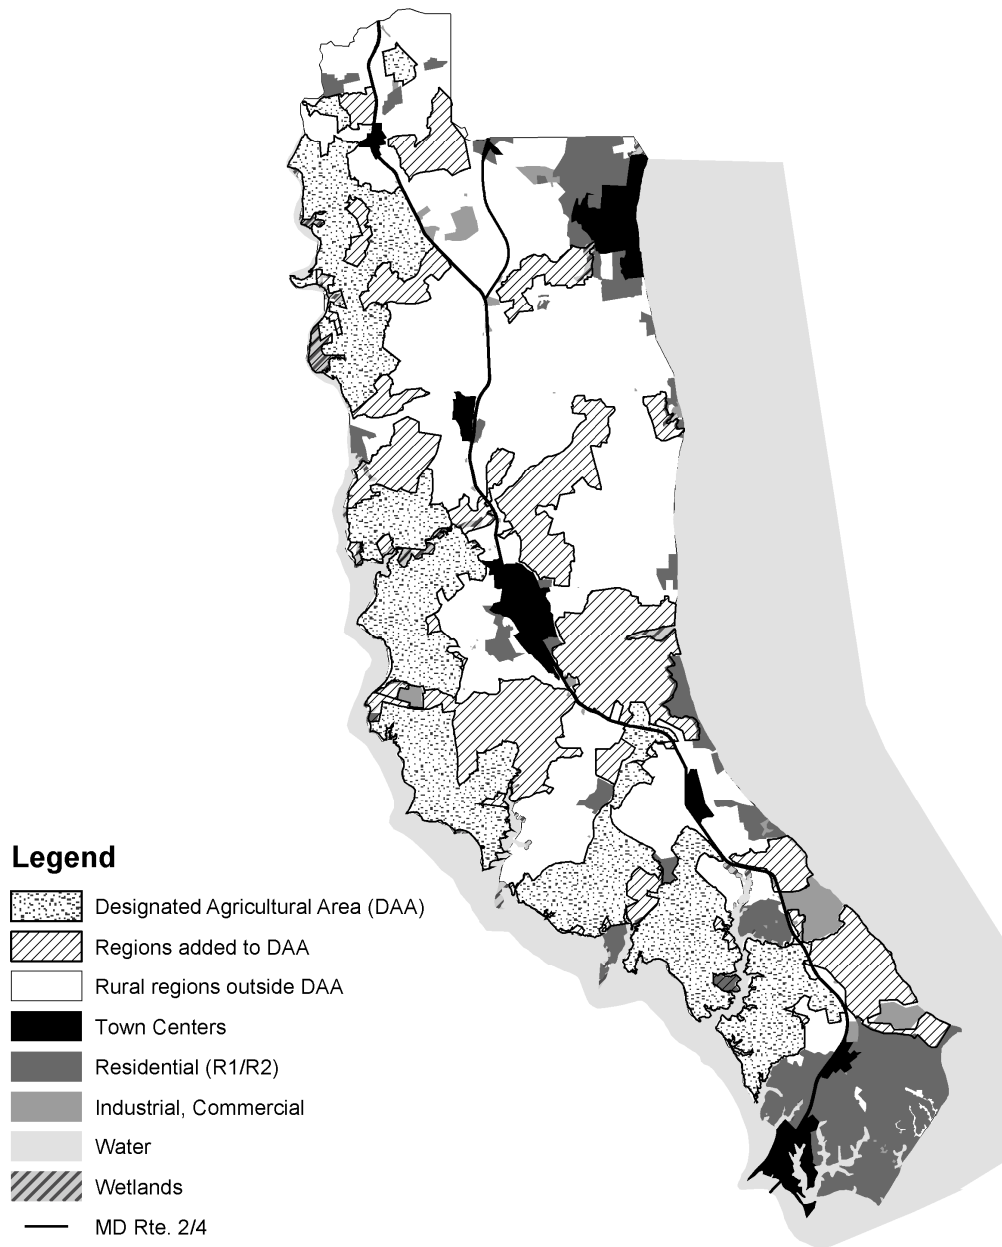 Legend
Designated Agricultural Area (DAA)
Regions added to DAA
Rural regions outside DAA
Town Centers
Residential (R1/R2)
Industrial, Commercial
Water
Wetlands
MD Rte. 2/4